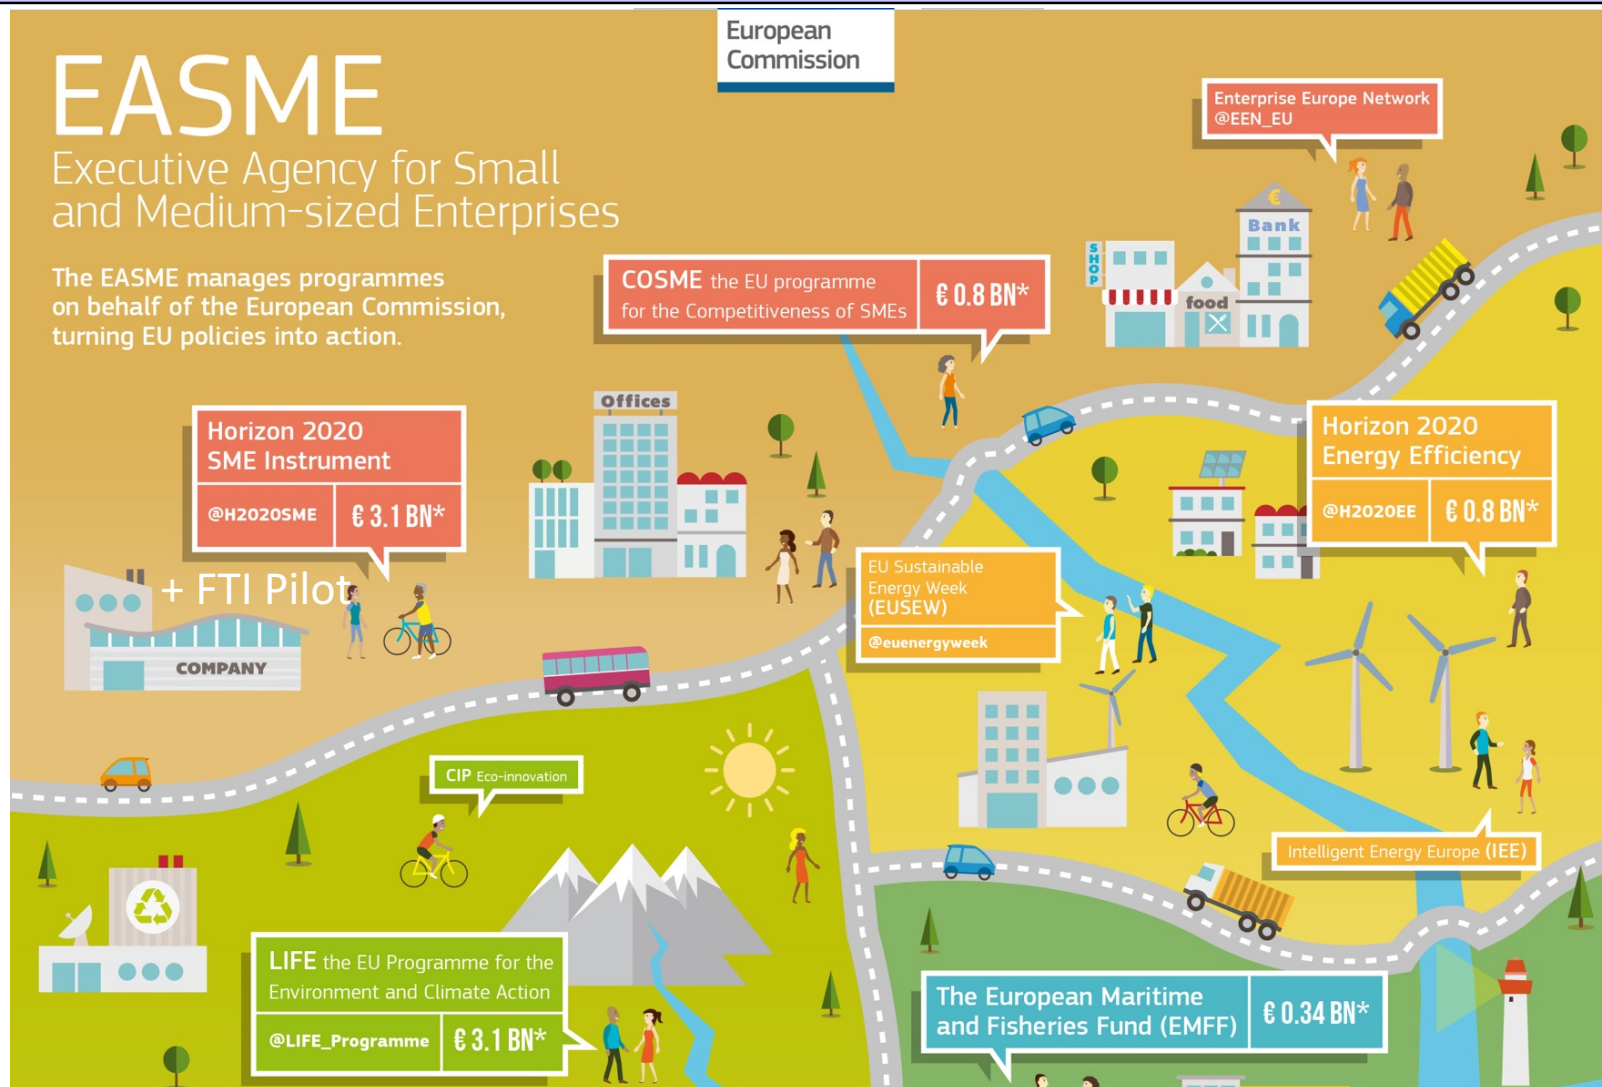 European
Commission
EASME
Executive Agency for Small
and Medium-sized Enterprises
The EASME manages programmes
on behalf of the European Commission,
turning EU policies into action.
Enterprise Europe Network
@EEN_EU
COSME the EU programme
for the Competitiveness of SMEs
€ 0.8 BN*
SHOP
food
Bank
€
Offices
Horizon 2020
SME Instrument
@H2020SME
€ 3.1 BN*
+ FTI Pilot
COMPANY
Horizon 2020
Energy Efficiency
@H2020EE
€ 0.8 BN*
EU Sustainable
Energy Week
(EUSEW)
@euenergyweek
CIP Eco-innovation
Intelligent Energy Europe (IEE)
LIFE the EU Programme for the
Environment and Climate Action
@LIFE_Programme
€ 3.1 BN*
The European Maritime
and Fisheries Fund (EMFF)
€ 0.34 BN*